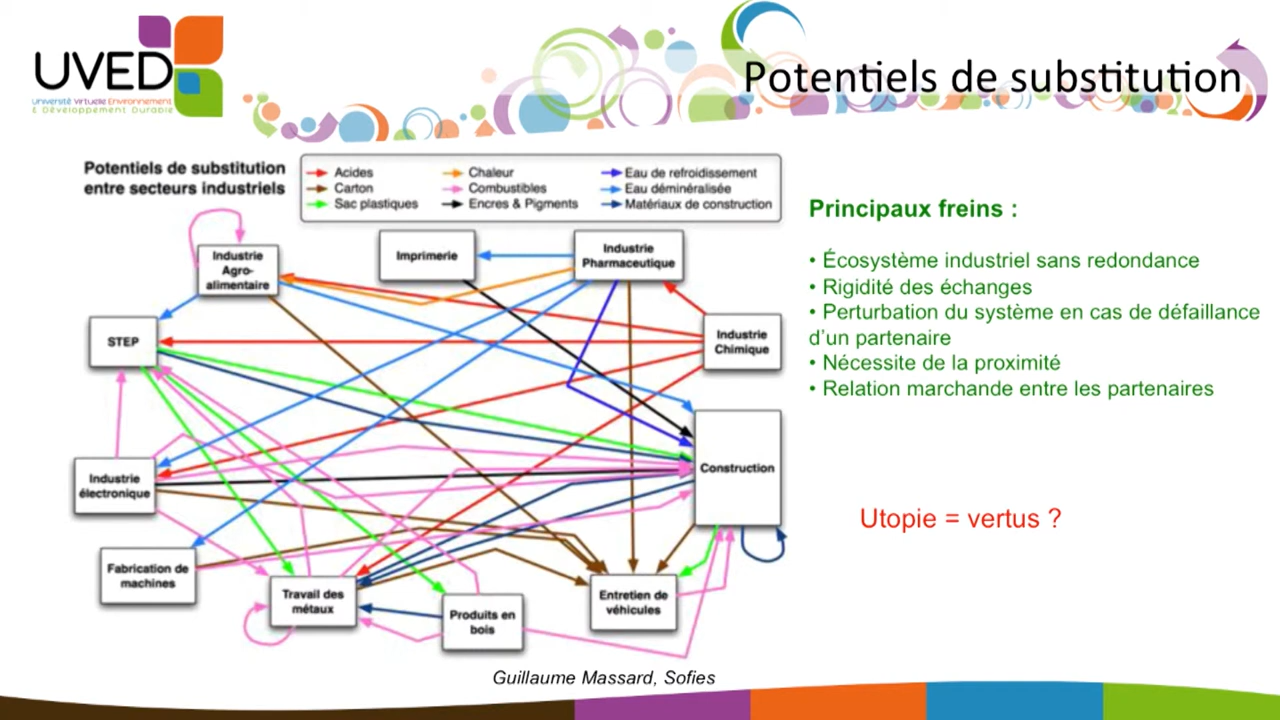 UVED
Université Virtuelle Environnement
& Développement Durable
Potentiels de substitution
Potentiels de substitution
entre secteurs industriels
Acides
Carton
Sac plastiques
Chaleur
Combustibles
Encres & Pigments
Eau de refroidissement
Eau déminéralisée
Matériaux de construction
Industrie
Agro-
alimentaire
Imprimerie
Industrie
Pharmaceutique
STEP
Industrie
Chimique
Industrie
électronique
Construction
Fabrication de
machines
Travail des
métaux
Produits en
bois
Entretien de
véhicules
Principaux freins :
• Écosystème industriel sans redondance
• Rigidité des échanges
• Perturbation du système en cas de défaillance
d'un partenaire
• Nécessite de la proximité
• Relation marchande entre les partenaires
Utopie = vertus ?
Guillaume Massard, Sofies